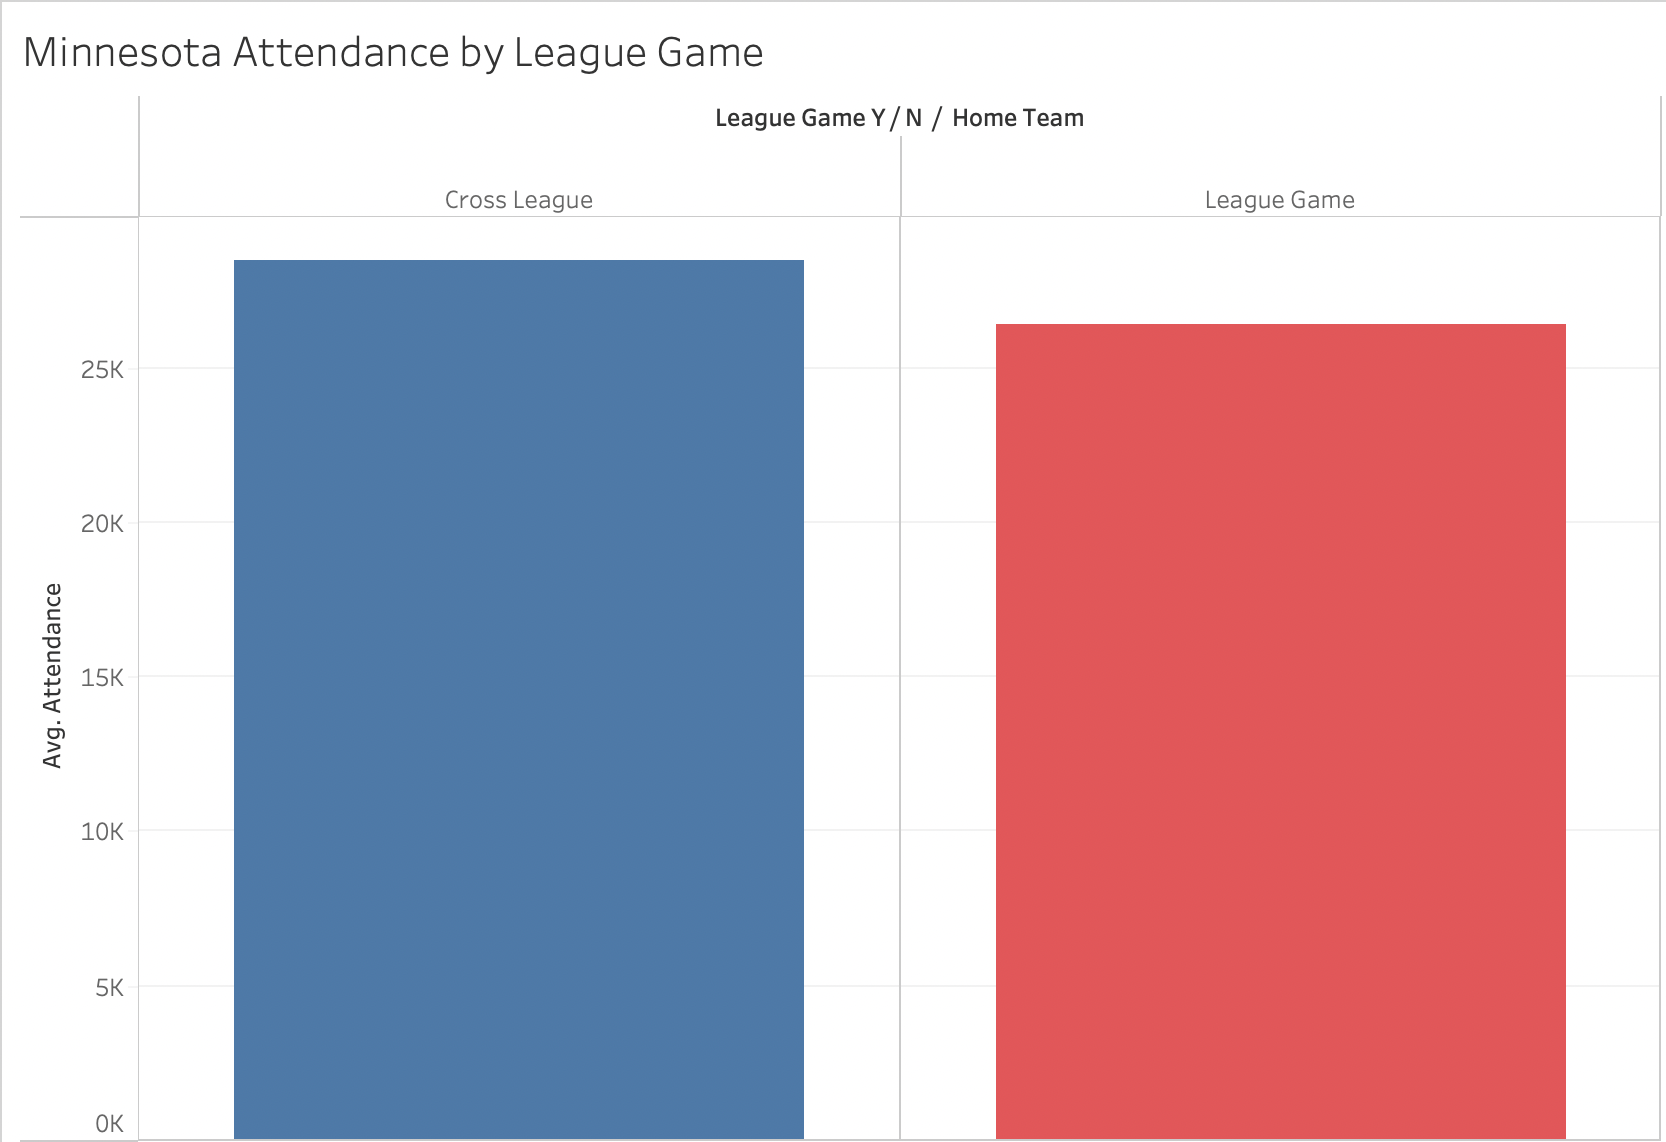 Minnesota Attendance by League Game
League Game Y / N / Home Team
Cross League
League Game
25K
20K
15K
10K
5K
0K
Avg. Attendance